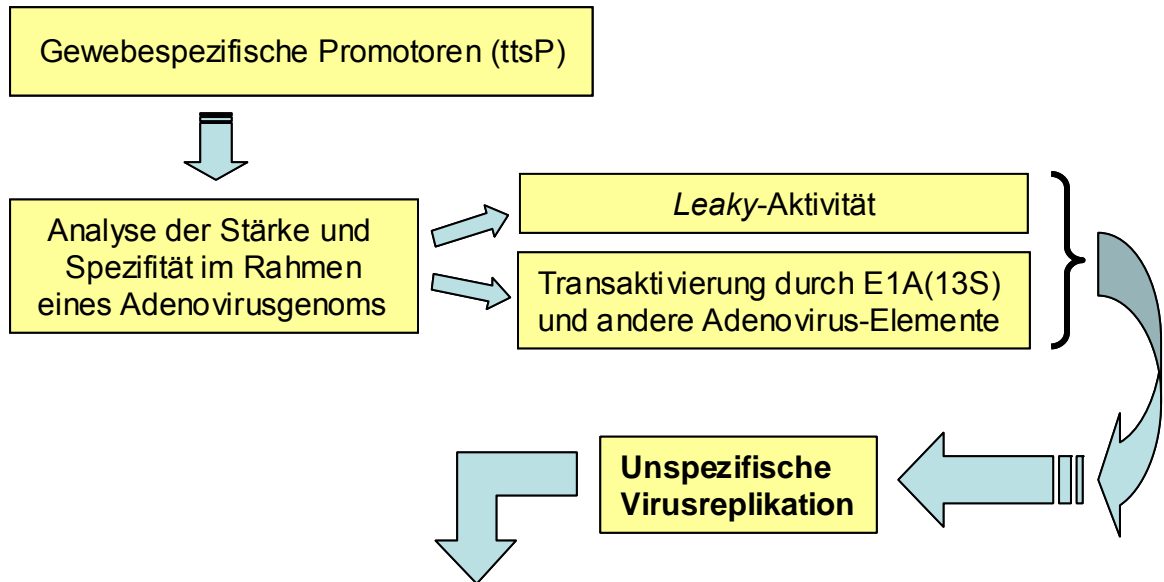 Gewebespezifische Promotoren (ttsP)
Analyse der Stärke und
Spezifität im Rahmen
eines Adenovirusgenoms
Leaky-Aktivität
Transaktivierung durch E1A(13S)
und andere Adenovirus-Elemente
Unspezifische
Virusreplikation